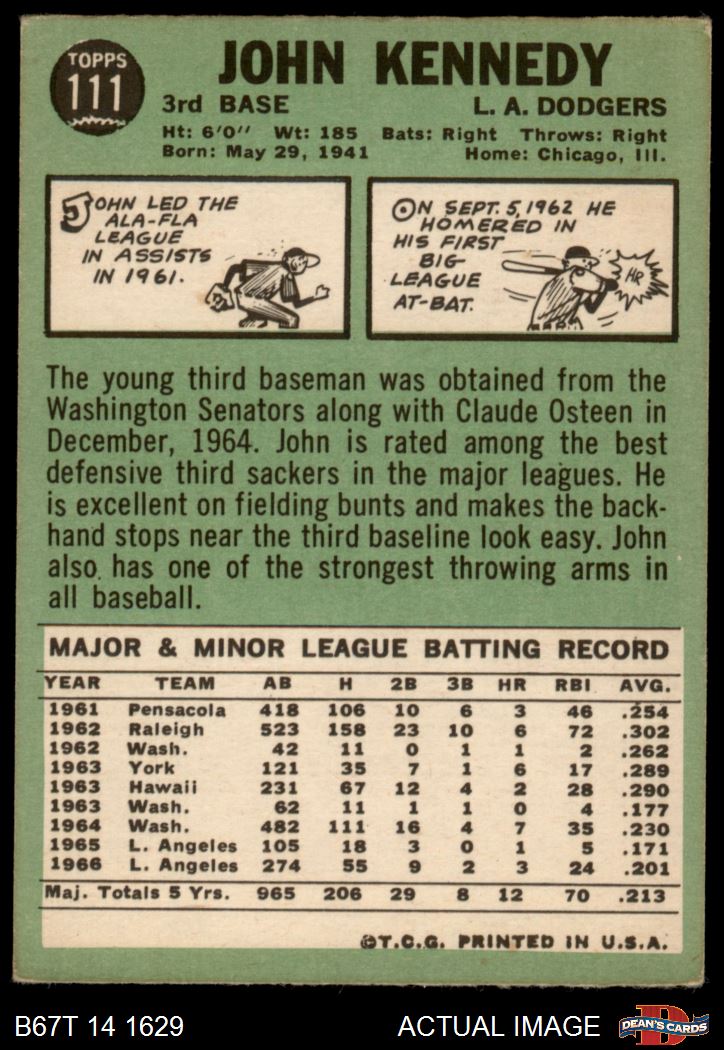 TOPPS
111
JOHN KENNEDY
3rd BASE L. A. DODGERS
Ht: 6'0" Wt: 185 Bats: Right Throws: Right
Born: May 29, 1941 Home: Chicago, Ill.
JOHN LED THE
ALA-FLA
LEAGUE
IN ASSISTS
IN 1961.
ON SEPT. 5, 1962 HE
HOMERED IN
HIS FIRST
BIG-
LEAGUE
AT-BAT.
HR
The young third baseman was obtained from the
Washington Senators along with Claude Osteen in
December, 1964. John is rated among the best
defensive third sackers in the major leagues. He
is excellent on fielding bunts and makes the back-
hand stops near the third baseline look easy. John
also has one of the strongest throwing arms in
all baseball.
MAJOR & MINOR LEAGUE BATTING RECORD
YEAR TEAM AB H 2B 3B HR RBI AVG.
1961 Pensacola 418 106 10 6 3 46 .254
1962 Raleigh 523 158 23 10 6 72 .302
1962 Wash. 42 11 0 1 1 2 .262
1963 York 121 35 7 1 6 17 .289
1963 Hawaii 231 67 12 4 2 28 .290
1963 Wash. 62 11 1 1 0 4 .177
1964 Wash. 482 111 16 4 7 35 .230
1965 L. Angeles 105 18 3 0 1 5 .171
1966 L. Angeles 274 55 9 2 3 24 .201
Maj. Totals 5 Yrs. 965 206 29 8 12 70 .213
©T.C.G. PRINTED IN U.S.A.
B67T 14 1629 ACTUAL IMAGE
D
DEAN'S CARDS